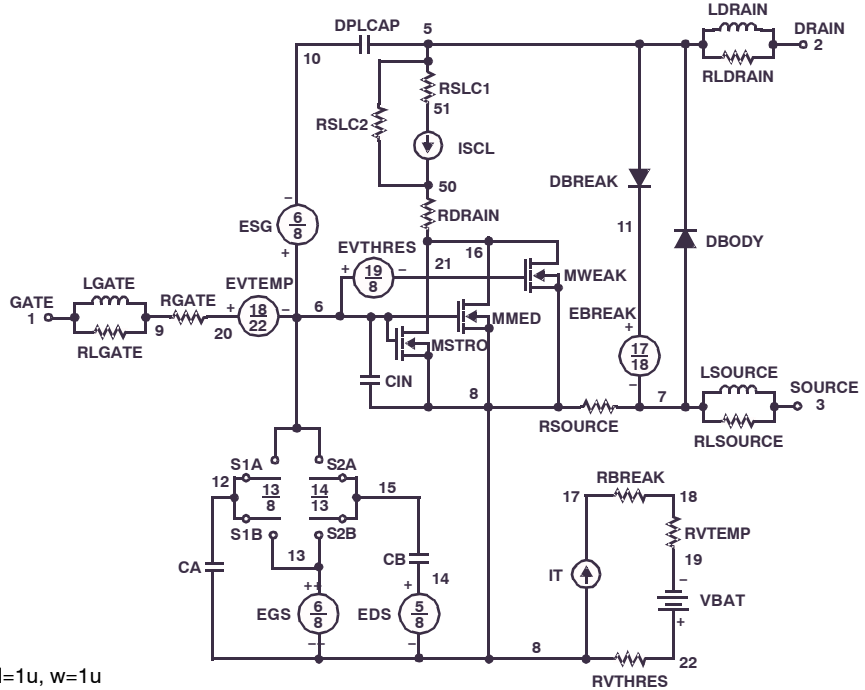 LDRAIN
DPLCAP
5
DRAIN
2
10
RLDRAIN
RSLC1
51
RSLC2
ISCL
50
DBREAK
RDRAIN
ESG
6
8
−
+
11
DBODY
EVTHRES
16
21
+
19
8
−
MWEAK
LGATE
EVTEMP
GATE
1
RGATE
+
18
22
−
6
MMED
EBREAK
+
9
20
MSTRO
17
18
−
RLGATE
LSOURCE
CIN
SOURCE
3
8
7
RSOURCE
RLSOURCE
S1A
S2A
12
13
8
14
13
15
S1B
S2B
RBREAK
17
18
13
RVTEMP
CA
CB
19
IT
14
−
VBAT
+
++
+
EGS
6
8
EDS
5
8
−−
−
8
22
l=1u, w=1u
RVTHRES